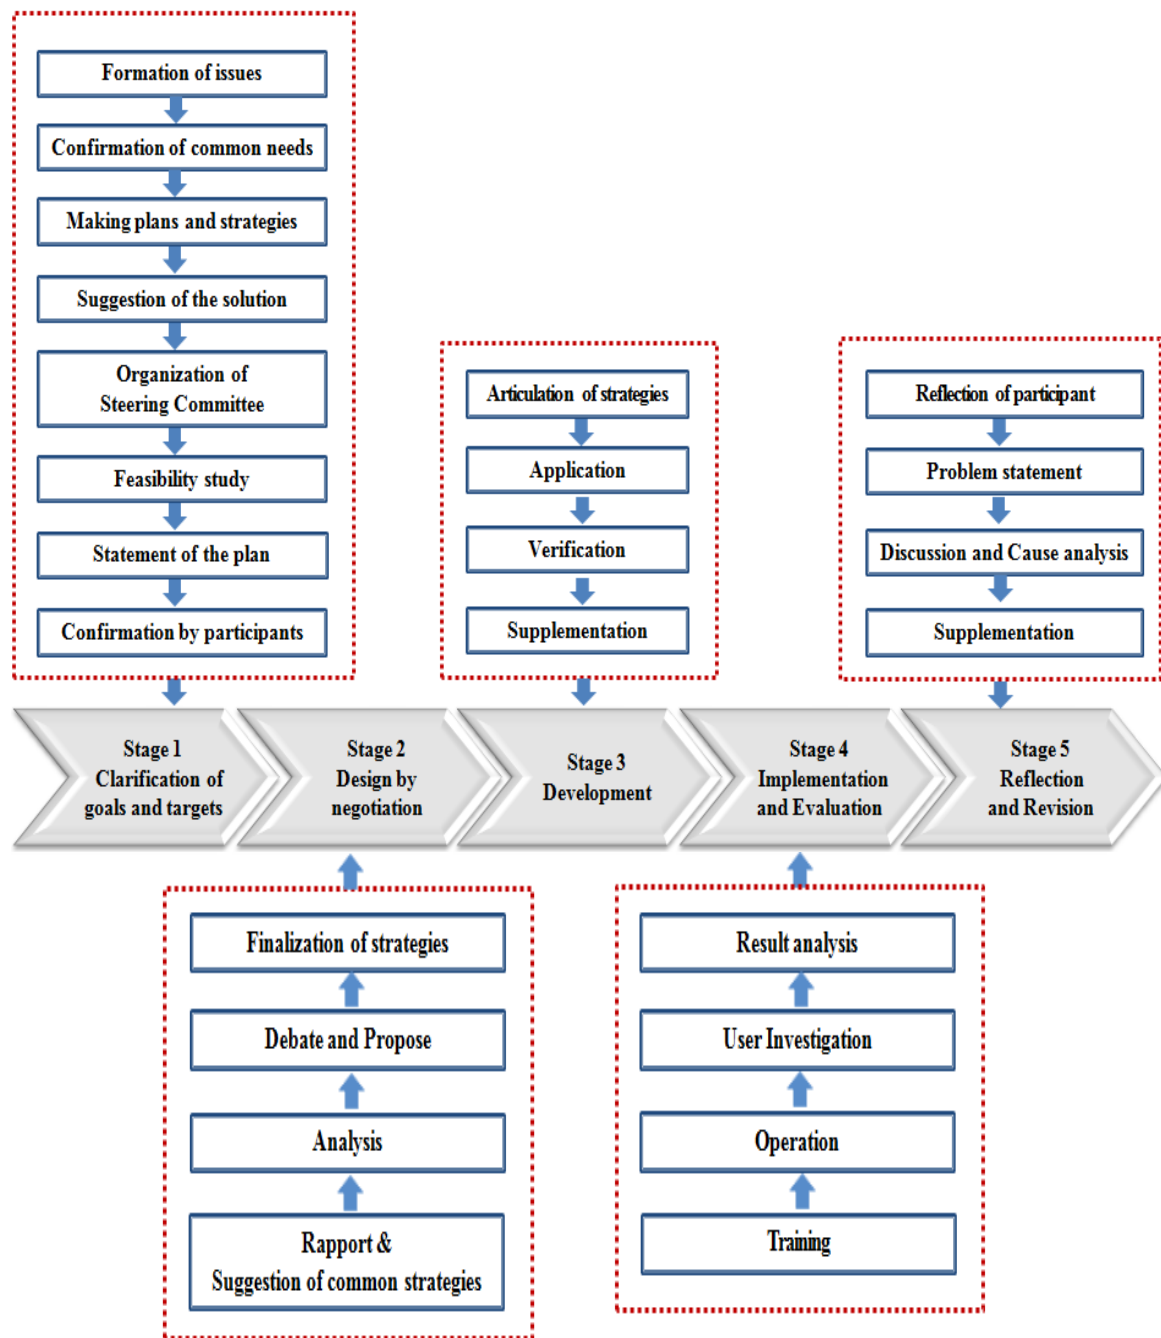 Formation of issues
Confirmation of common needs
Making plans and strategies
Suggestion of the solution
Organization of
Steering Committee
Feasibility study
Statement of the plan
Confirmation by participants
Articulation of strategies
Application
Verification
Supplementation
Reflection of participant
Problem statement
Discussion and Cause analysis
Supplementation
Stage 1
Clarification of
goals and targets
Stage 2
Design by
negotiation
Stage 3
Development
Stage 4
Implementation
and Evaluation
Stage 5
Reflection
and Revision
Finalization of strategies
Debate and Propose
Analysis
Rapport &
Suggestion of common strategies
Result analysis
User Investigation
Operation
Training